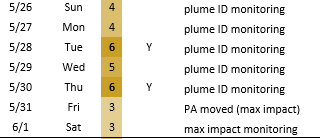 5/26 Sun 4 plume ID monitoring
5/27 Mon 4 plume ID monitoring
5/28 Tue 6 Y plume ID monitoring
5/29 Wed 5 plume ID monitoring
5/30 Thu 6 Y plume ID monitoring
5/31 Fri 3 PA moved (max impact)
6/1 Sat 3 max impact monitoring